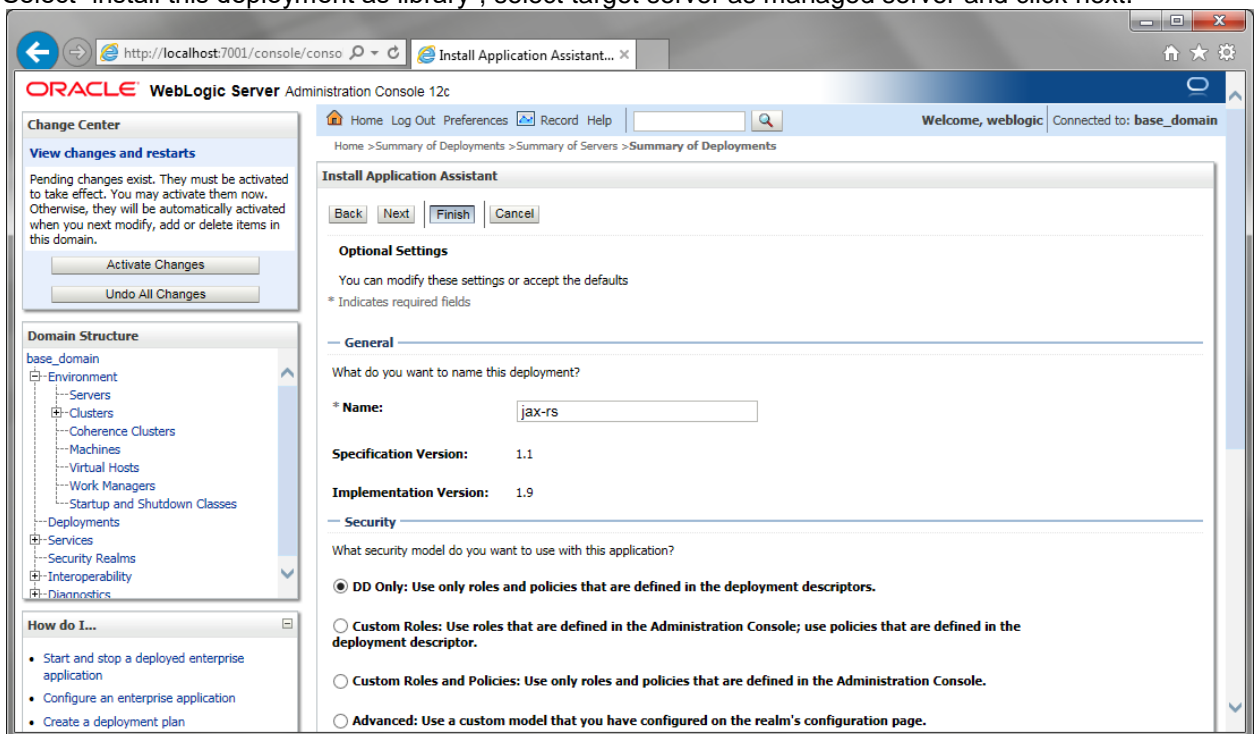 Select "install this deployment as library", select target server as managed server and click next.
http://localhost:7001/console/conso
Install Application Assistant...
ORACLE WebLogic Server Administration Console 12c
Change Center
View changes and restarts
Pending changes exist. They must be activated
to take effect. You may activate them now.
Otherwise, they will be automatically activated
when you next modify, add or delete items in
this domain.
Activate Changes
Undo All Changes
Domain Structure
base_domain
Environment
Servers
Clusters
Coherence Clusters
Machines
Virtual Hosts
Work Managers
Startup and Shutdown Classes
Deployments
Services
Security Realms
Interoperability
Diagnostics
How do I...
Start and stop a deployed enterprise
application
Configure an enterprise application
Create a deployment plan
Home Log Out Preferences Record Help
Welcome, weblogic Connected to: base_domain
Home >Summary of Deployments >Summary of Servers >Summary of Deployments
Install Application Assistant
Back Next Finish Cancel
Optional Settings
You can modify these settings or accept the defaults
* Indicates required fields
General
What do you want to name this deployment?
* Name: jax-rs
Specification Version: 1.1
Implementation Version: 1.9
Security
What security model do you want to use with this application?
DD Only: Use only roles and policies that are defined in the deployment descriptors.
Custom Roles: Use roles that are defined in the Administration Console; use policies that are defined in the
deployment descriptor.
Custom Roles and Policies: Use only roles and policies that are defined in the Administration Console.
Advanced: Use a custom model that you have configured on the realm's configuration page.